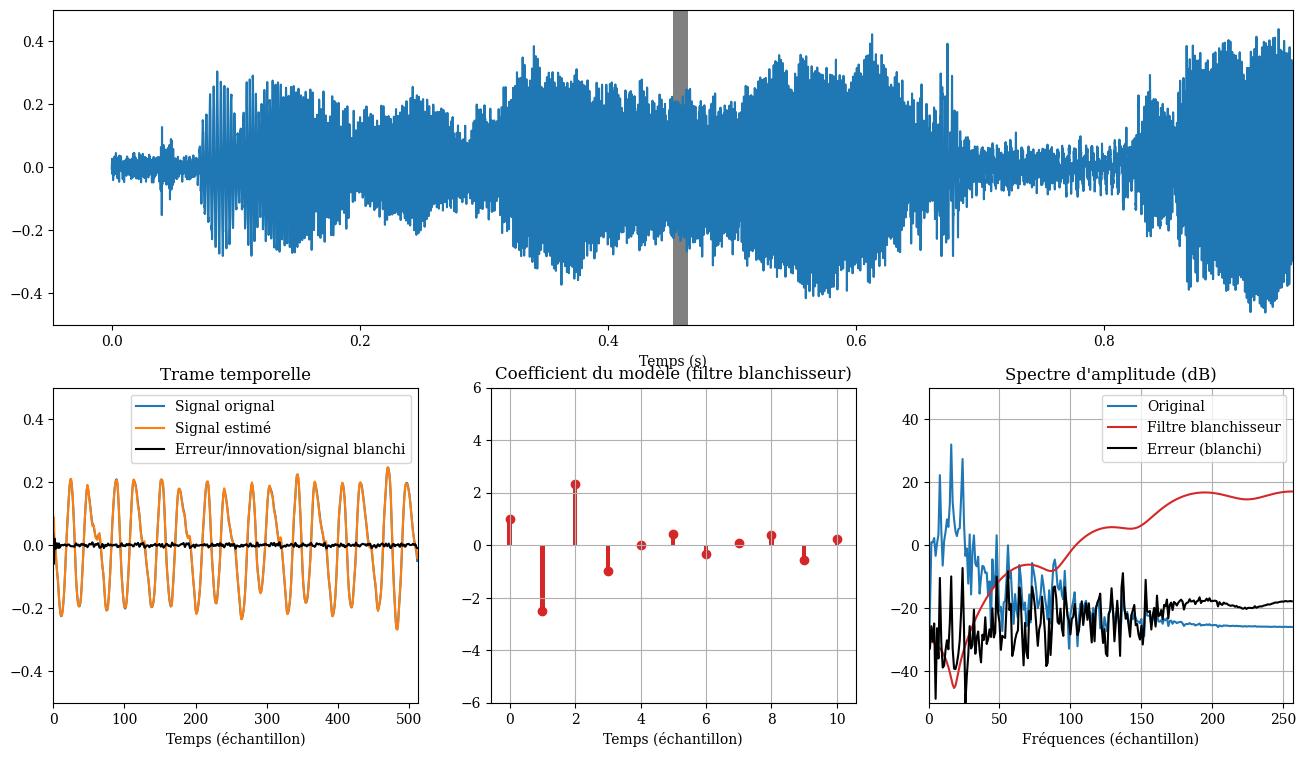 0.4
0.2
0.0
−0.2
−0.4
0.0 0.2 0.4 0.6 0.8
Temps (s)
Trame temporelle
Signal orignal
Signal estimé
Erreur/innovation/signal blanchi
0.4
0.2
0.0
−0.2
−0.4
0 100 200 300 400 500
Temps (échantillon)
Coefficient du modèle (filtre blanchisseur)
6
4
2
0
−2
−4
−6
0 2 4 6 8 10
Temps (échantillon)
Spectre d'amplitude (dB)
Original
Filtre blanchisseur
Erreur (blanchi)
40
20
0
−20
−40
0 50 100 150 200 250
Fréquences (échantillon)